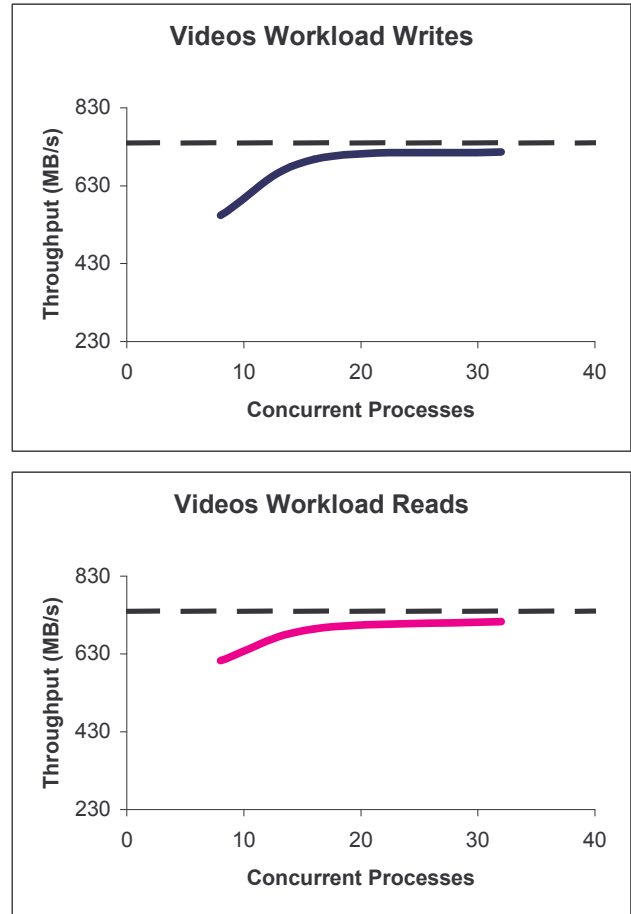 Videos Workload Writes
Throughput (MB/s)
830
630
430
230
0 10 20 30 40
Concurrent Processes
Videos Workload Reads
Throughput (MB/s)
830
630
430
230
0 10 20 30 40
Concurrent Processes